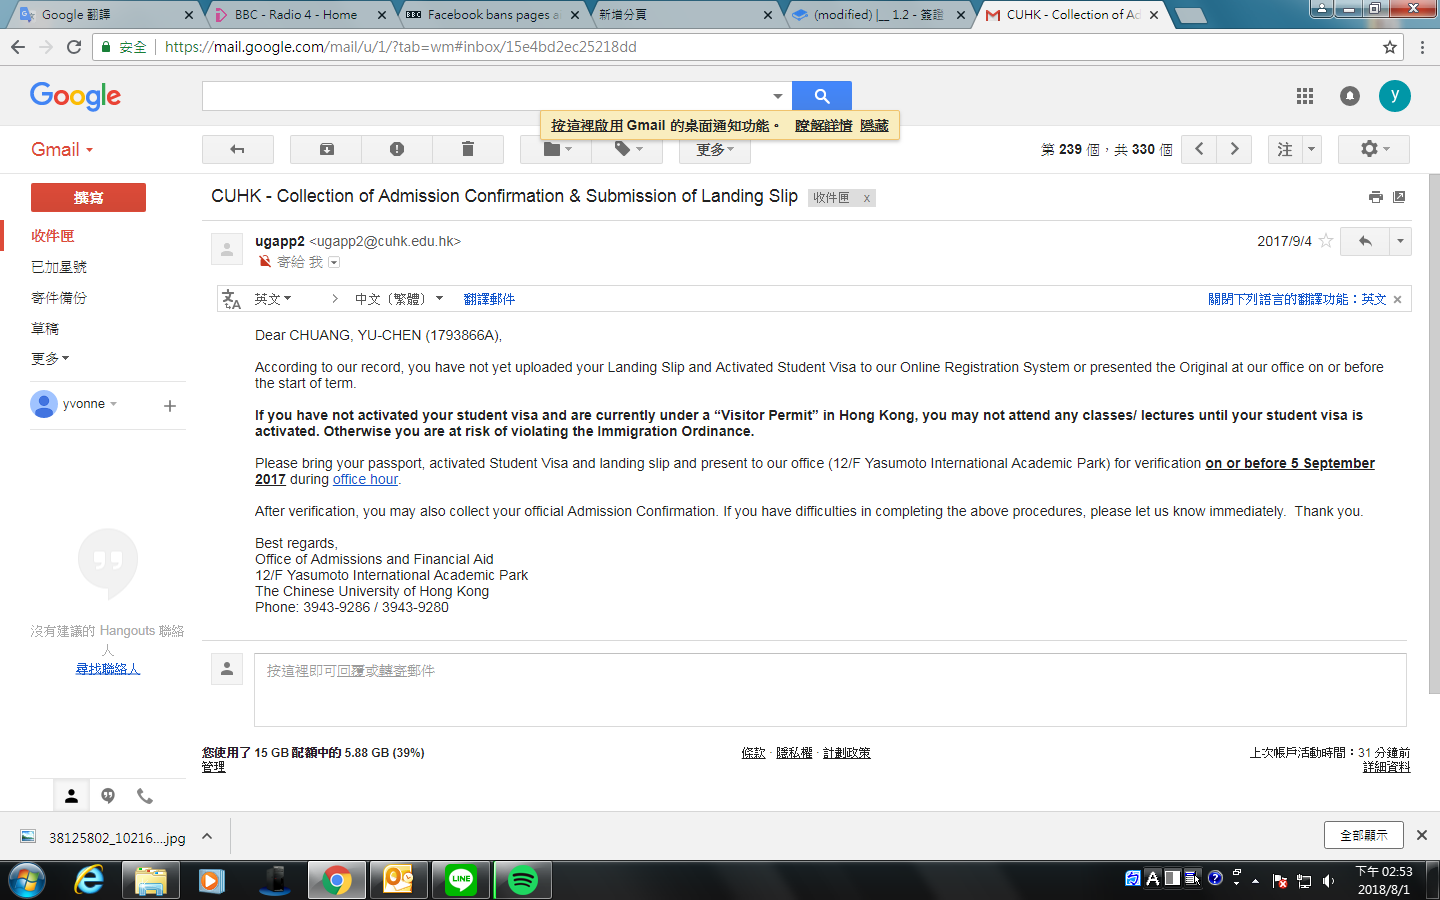 Google 翻譯
BBC - Radio 4 - Home
Facebook bans pages a
新增分頁
(modified) |__ 1.2 - 簽證
CUHK - Collection of Ad
安全
https://mail.google.com/mail/u/1/?tab=wm#inbox/15e4bd2ec25218dd
Google
按這裡啟用 Gmail 的桌面通知功能。 瞭解詳情 隱藏
Gmail
更多
第 239 個，共 330 個
注
撰寫
CUHK - Collection of Admission Confirmation & Submission of Landing Slip
收件匣 x
收件匣
已加星號
寄件備份
草稿
更多
yvonne
ugapp2 <ugapp2@cuhk.edu.hk>
2017/9/4
寄給 我
英文 > 中文（繁體） 翻譯郵件
關閉下列語言的翻譯功能：英文
Dear CHUANG, YU-CHEN (1793866A),
According to our record, you have not yet uploaded your Landing Slip and Activated Student Visa to our Online Registration System or presented the Original at our office on or before
the start of term.
If you have not activated your student visa and are currently under a “Visitor Permit” in Hong Kong, you may not attend any classes/ lectures until your student visa is
activated. Otherwise you are at risk of violating the Immigration Ordinance.
Please bring your passport, activated Student Visa and landing slip and present to our office (12/F Yasumoto International Academic Park) for verification on or before 5 September
2017 during office hour.
After verification, you may also collect your official Admission Confirmation. If you have difficulties in completing the above procedures, please let us know immediately.  Thank you.
Best regards,
Office of Admissions and Financial Aid
12/F Yasumoto International Academic Park
The Chinese University of Hong Kong
Phone: 3943-9286 / 3943-9280
沒有建議的 Hangouts 聯絡
人
尋找聯絡人
按這裡即可回覆或轉寄郵件
您使用了 15 GB 配額中的 5.88 GB (39%)
管理
條款 · 隱私權 · 計劃政策
上次帳戶活動時間：31 分鐘前
詳細資料
38125802_10216....jpg
全部顯示
下午 02:53
2018/8/1